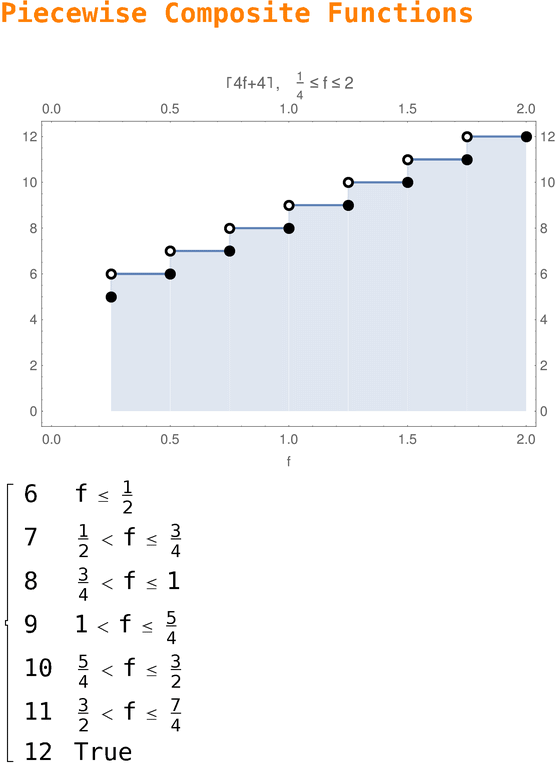 Piecewise Composite Functions
⌈4f+4⌉, 1/4 ≤ f ≤ 2
0.0 0.5 1.0 1.5 2.0
12 12
10 10
8 8
6 6
4 4
2 2
0 0
0.0 0.5 1.0 1.5 2.0
f
6 f ≤ 1/2
7 1/2 < f ≤ 3/4
8 3/4 < f ≤ 1
9 1 < f ≤ 5/4
10 5/4 < f ≤ 3/2
11 3/2 < f ≤ 7/4
12 True